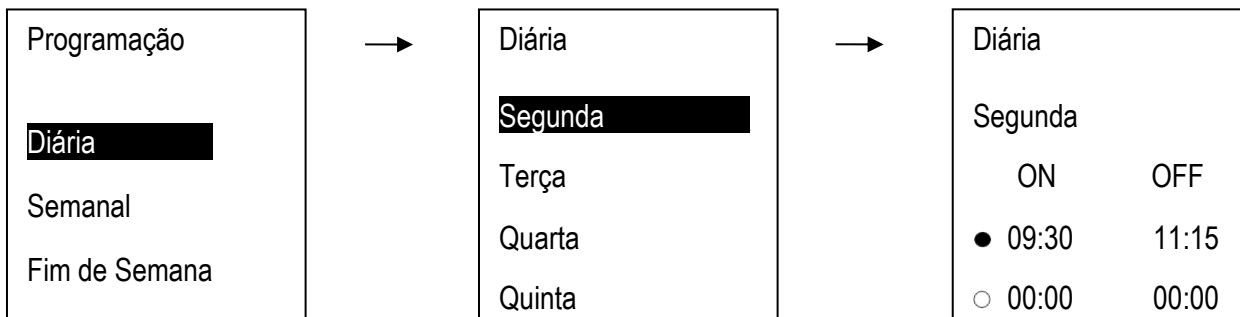 Programação
Diária
Semanal
Fim de Semana
Diária
Segunda
Terça
Quarta
Quinta
Diária
Segunda
ON OFF
09:30 11:15
00:00 00:00